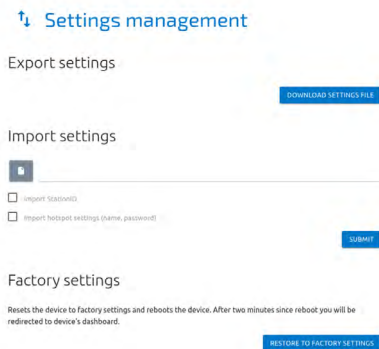 Settings management
Export settings
DOWNLOAD SETTINGS FILE
Import settings
Import StationID
Import hotspot settings (name, password)
SUBMIT
Factory settings
Resets the device to factory settings and reboots the device. After two minutes since reboot you will be
redirected to device's dashboard.
RESTORE TO FACTORY SETTINGS